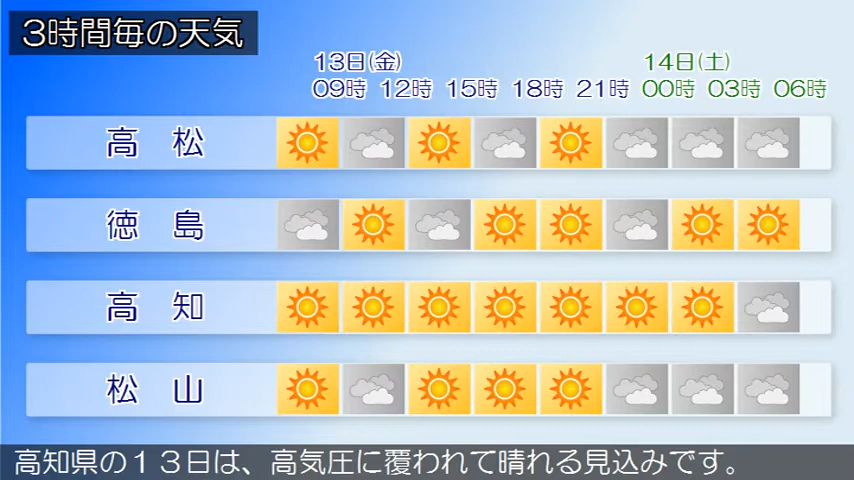 3時間毎の天気
13日(金) 14日(土)
09時 12時 15時 18時 21時 00時 03時 06時
高松
徳島
高知
松山
高知県の13日は、高気圧に覆われて晴れる見込みです。